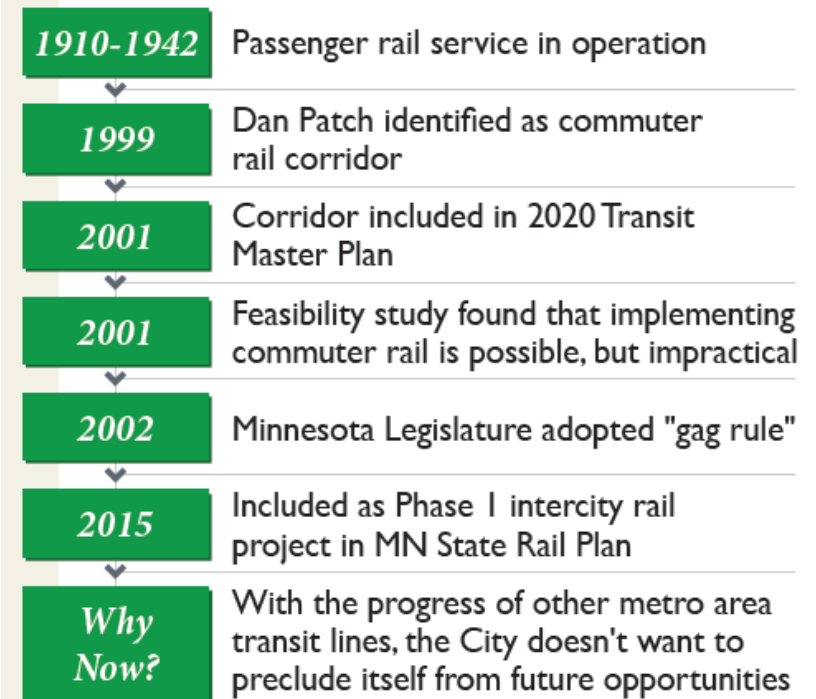 1910-1942
Passenger rail service in operation
1999
Dan Patch identified as commuter
rail corridor
2001
Corridor included in 2020 Transit
Master Plan
2001
Feasibility study found that implementing
commuter rail is possible, but impractical
2002
Minnesota Legislature adopted "gag rule"
2015
Included as Phase 1 intercity rail
project in MN State Rail Plan
Why
Now?
With the progress of other metro area
transit lines, the City doesn't want to
preclude itself from future opportunities